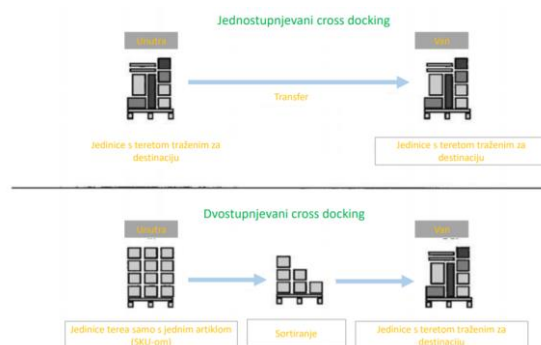 Jednostupnjevani cross docking
Unutra
Van
Transfer
Jedinice s teretom traženim za
destinaciju
Jedinice s teretom traženim za
destinaciju
Dvostupnjevani cross docking
Unutra
Van
Jedinice terea samo s jednim artiklom
(SKU-om)
Sortiranje
Jedinice s teretom traženim za
destinaciju